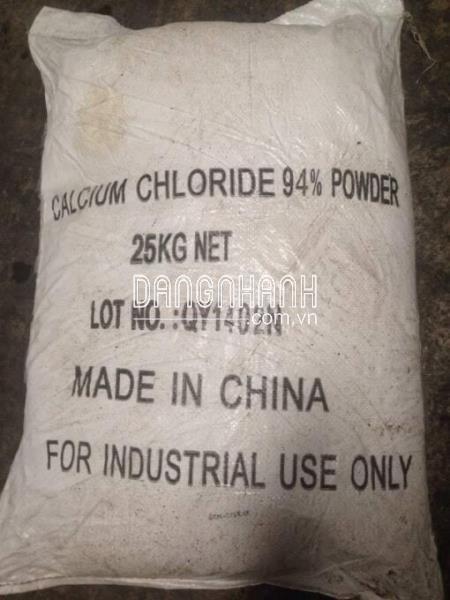 CALCIUM CHLORIDE 94% POWDER
25KG NET
DANGNHANH
.com.vn
LOT NO. :QY1402N
MADE IN CHINA
FOR INDUSTRIAL USE ONLY